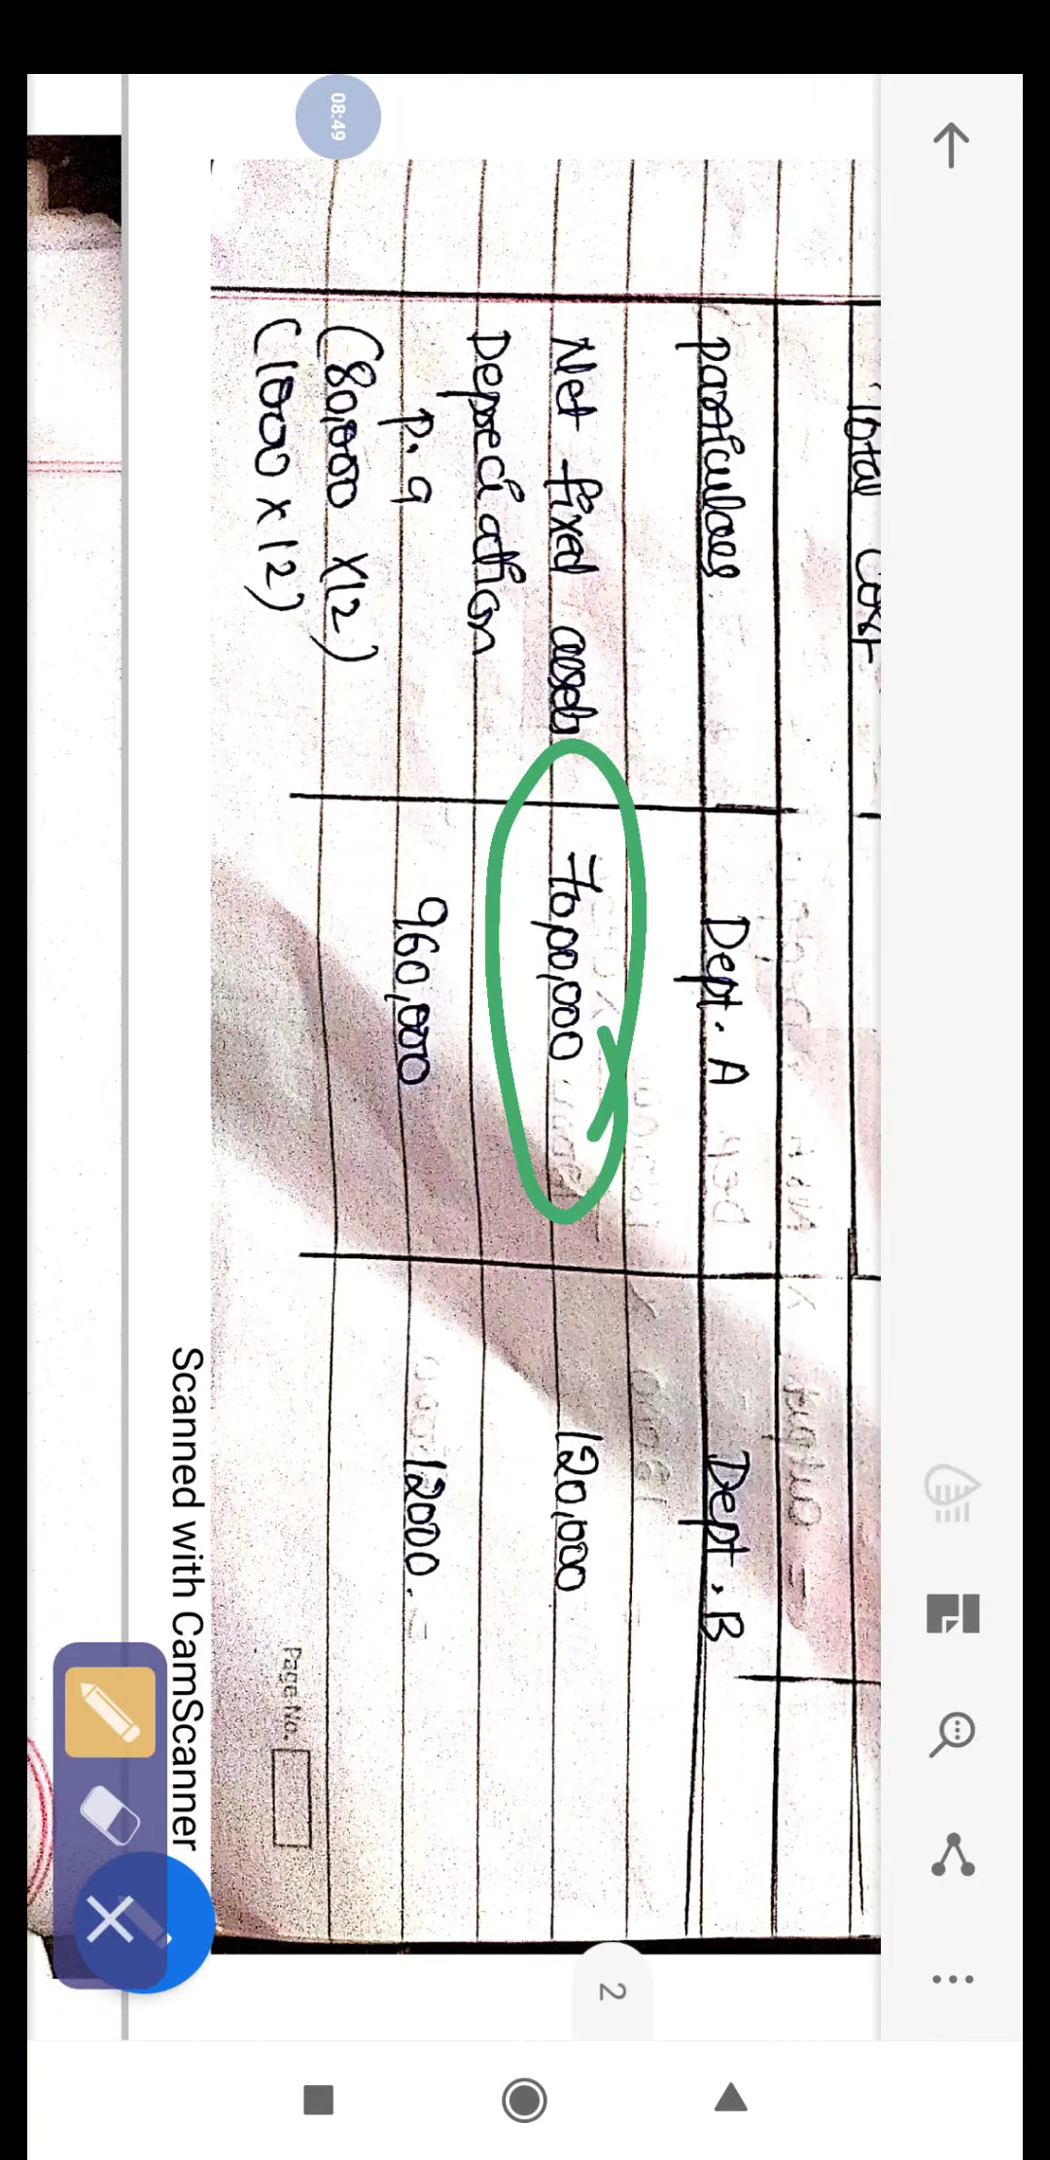 08:49
Total Cost
particulars Dept. A Dept. B
Net fixed assets 70,00,000 120,000
Depreciation
p.a 960,000 12000.
(80,000 x12)
(1000 x 12)
Page No.
Scanned with CamScanner
2